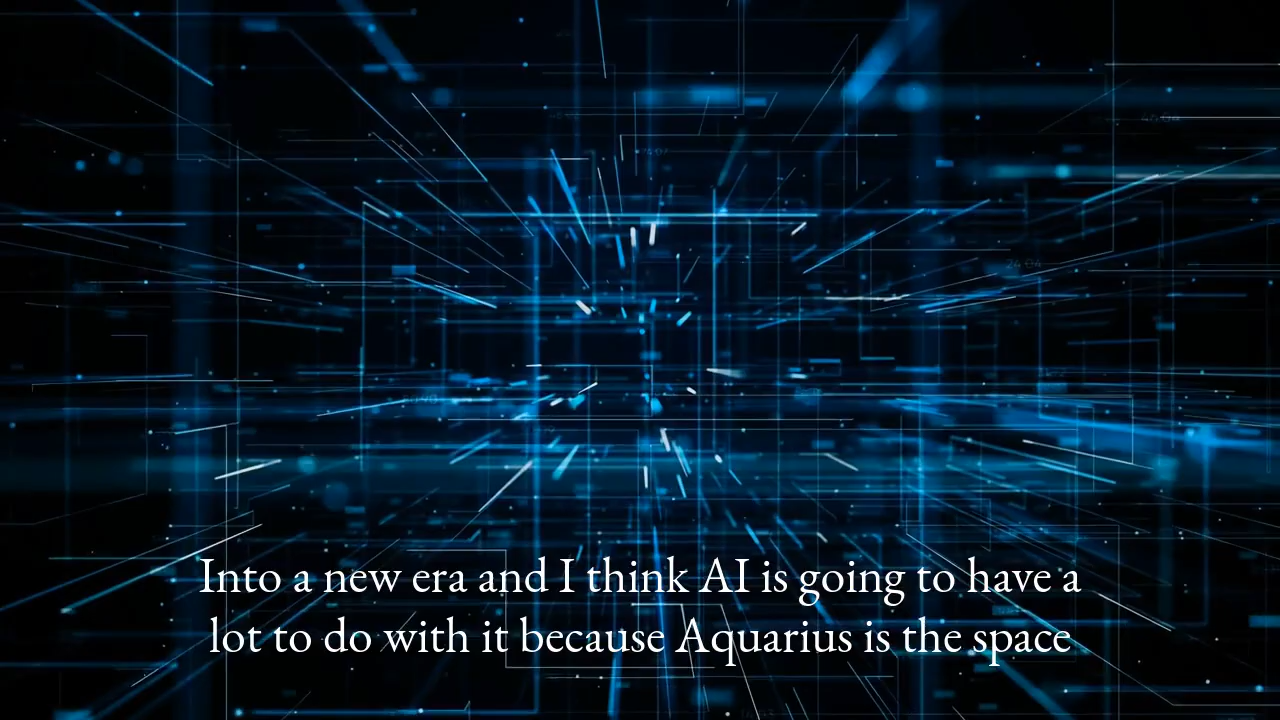 Into a new era and I think AI is going to have a
lot to do with it because Aquarius is the space